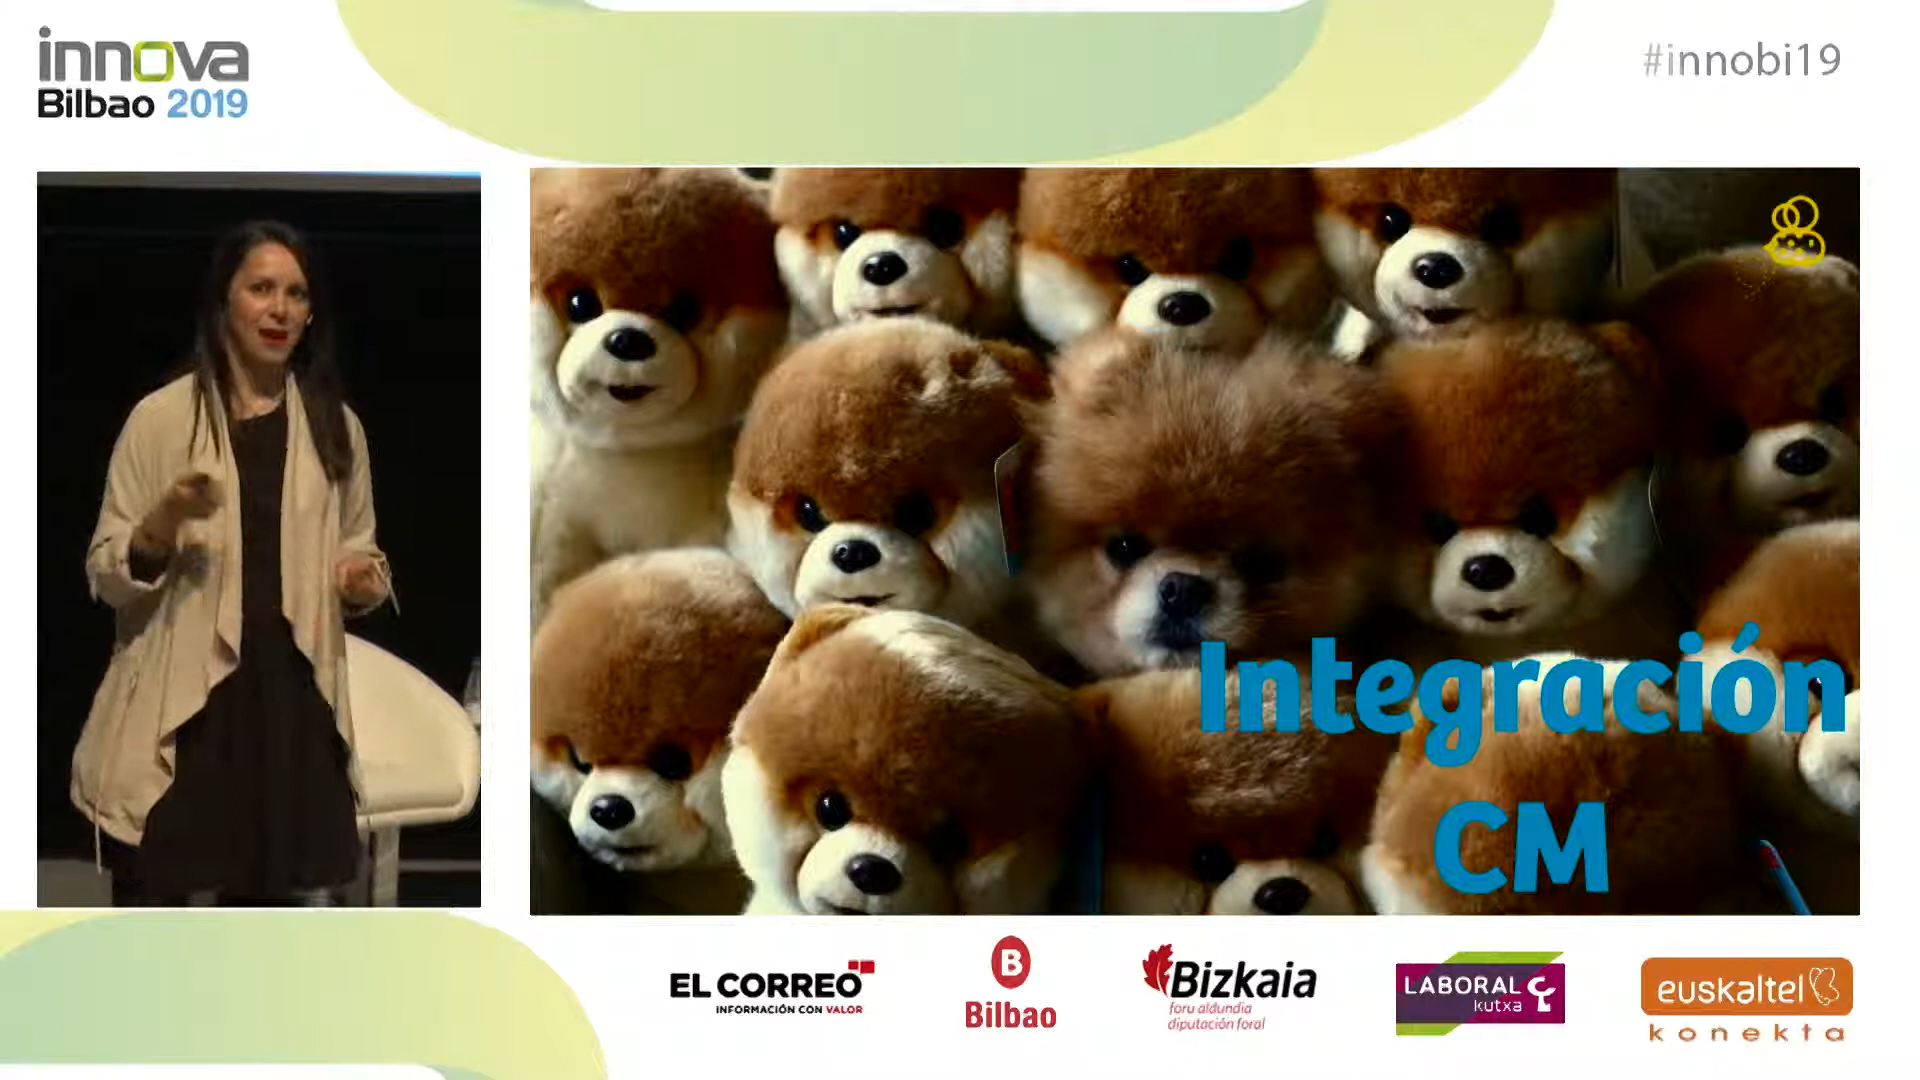 innova
Bilbao 2019
#innobi19
Integración
CM
EL CORREO
INFORMACIÓN CON VALOR
B
Bilbao
Bizkaia
foru aldundia
diputación foral
LABORAL
kutxa
euskaltel
konekta